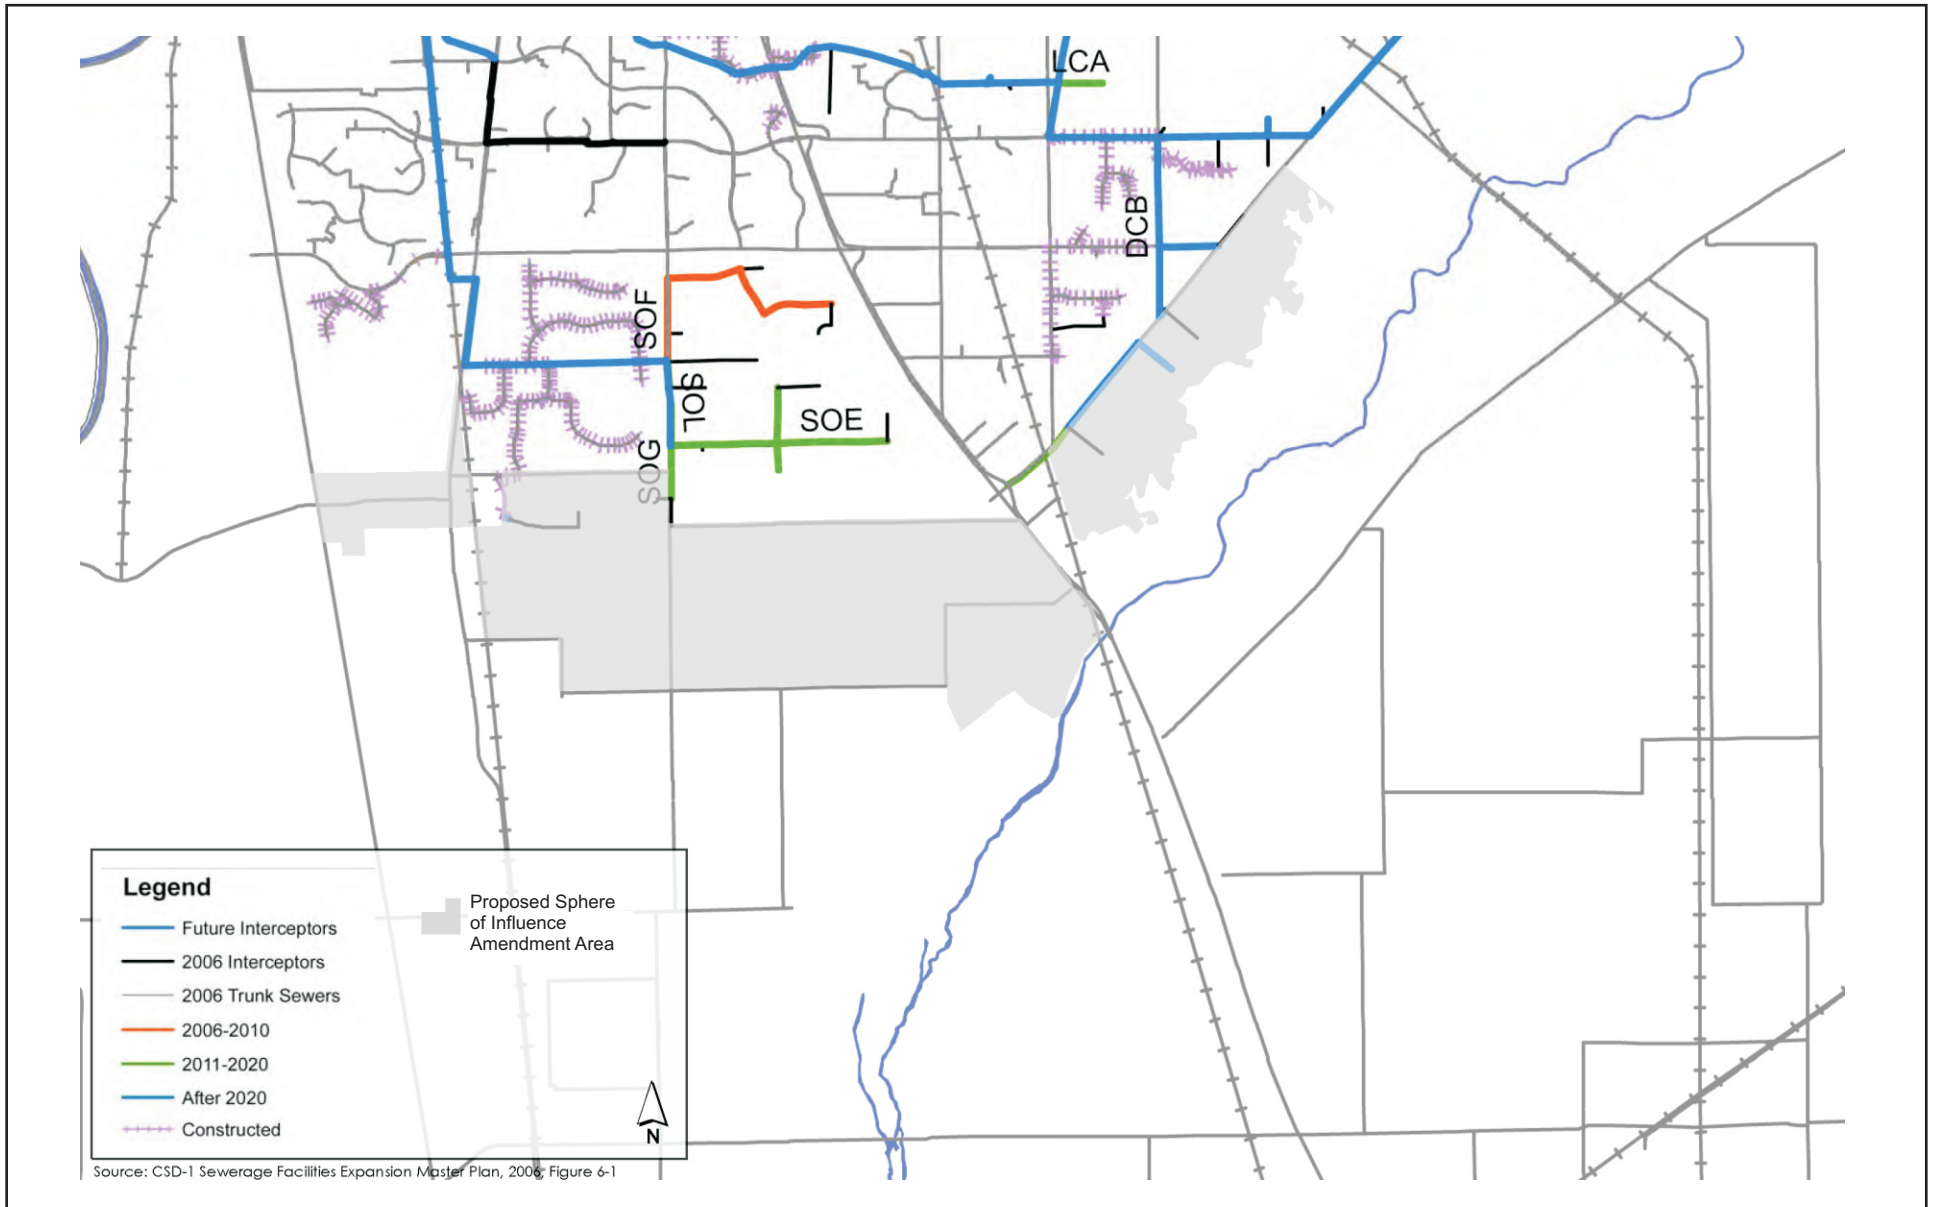 LCA
DCB
SOF
SOL
SOE
SOG
Legend
Future Interceptors
2006 Interceptors
2006 Trunk Sewers
2006-2010
2011-2020
After 2020
Constructed
Proposed Sphere
of Influence
Amendment Area
N
Source: CSD-1 Sewerage Facilities Expansion Master Plan, 2006, Figure 6-1